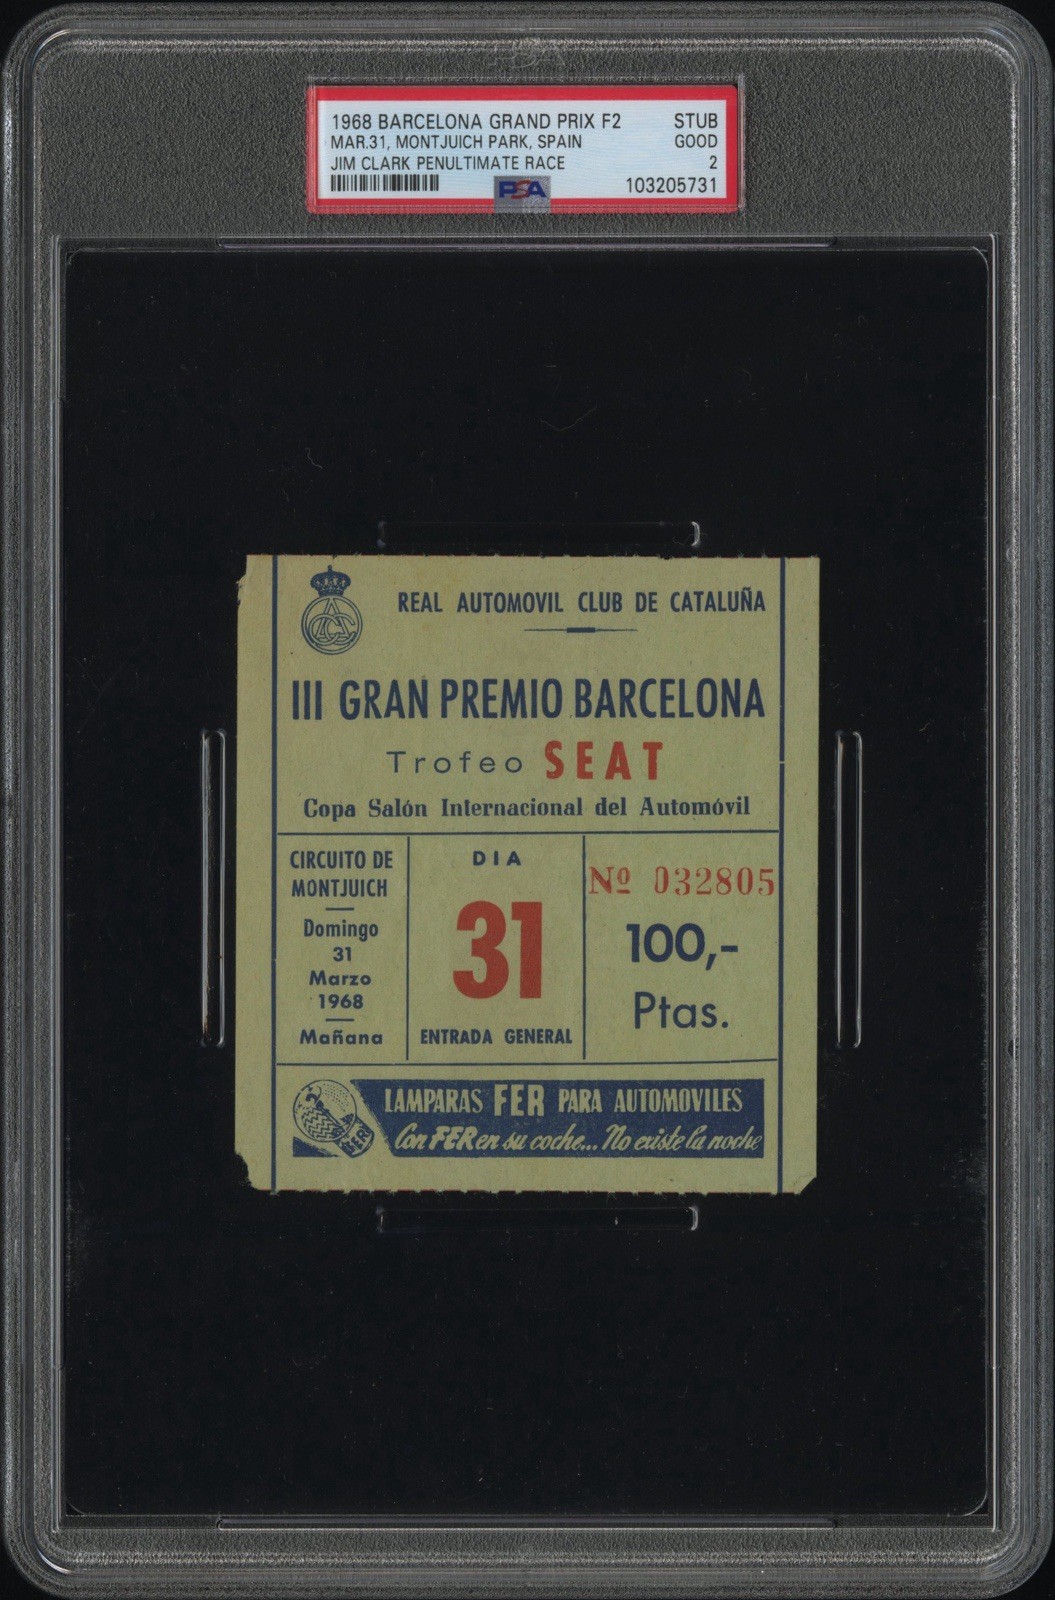 1968 BARCELONA GRAND PRIX F2 STUB
MAR.31, MONTJUICH PARK, SPAIN GOOD
JIM CLARK PENULTIMATE RACE 2
PSA 103205731
REAL AUTOMOVIL CLUB DE CATALUÑA
III GRAN PREMIO BARCELONA
Trofeo SEAT
Copa Salón Internacional del Automóvil
CIRCUITO DE
MONTJUICH
Domingo
31
Marzo
1968
Mañana
DIA
31
ENTRADA GENERAL
Nº 032805
100,-
Ptas.
FER
LAMPARAS FER PARA AUTOMOVILES
Con FER en su coche... No existe la noche